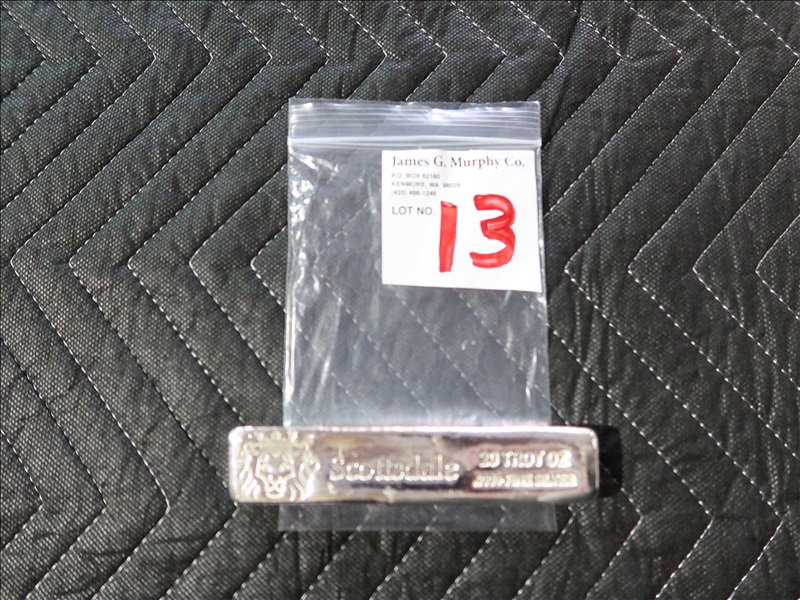 James G. Murphy Co.
P.O. BOX 82160
KENMORE, WA 98028
(425) 486-1246
LOT NO. 13
Scottsdale
20 TROY OZ
.999+ FINE SILVER